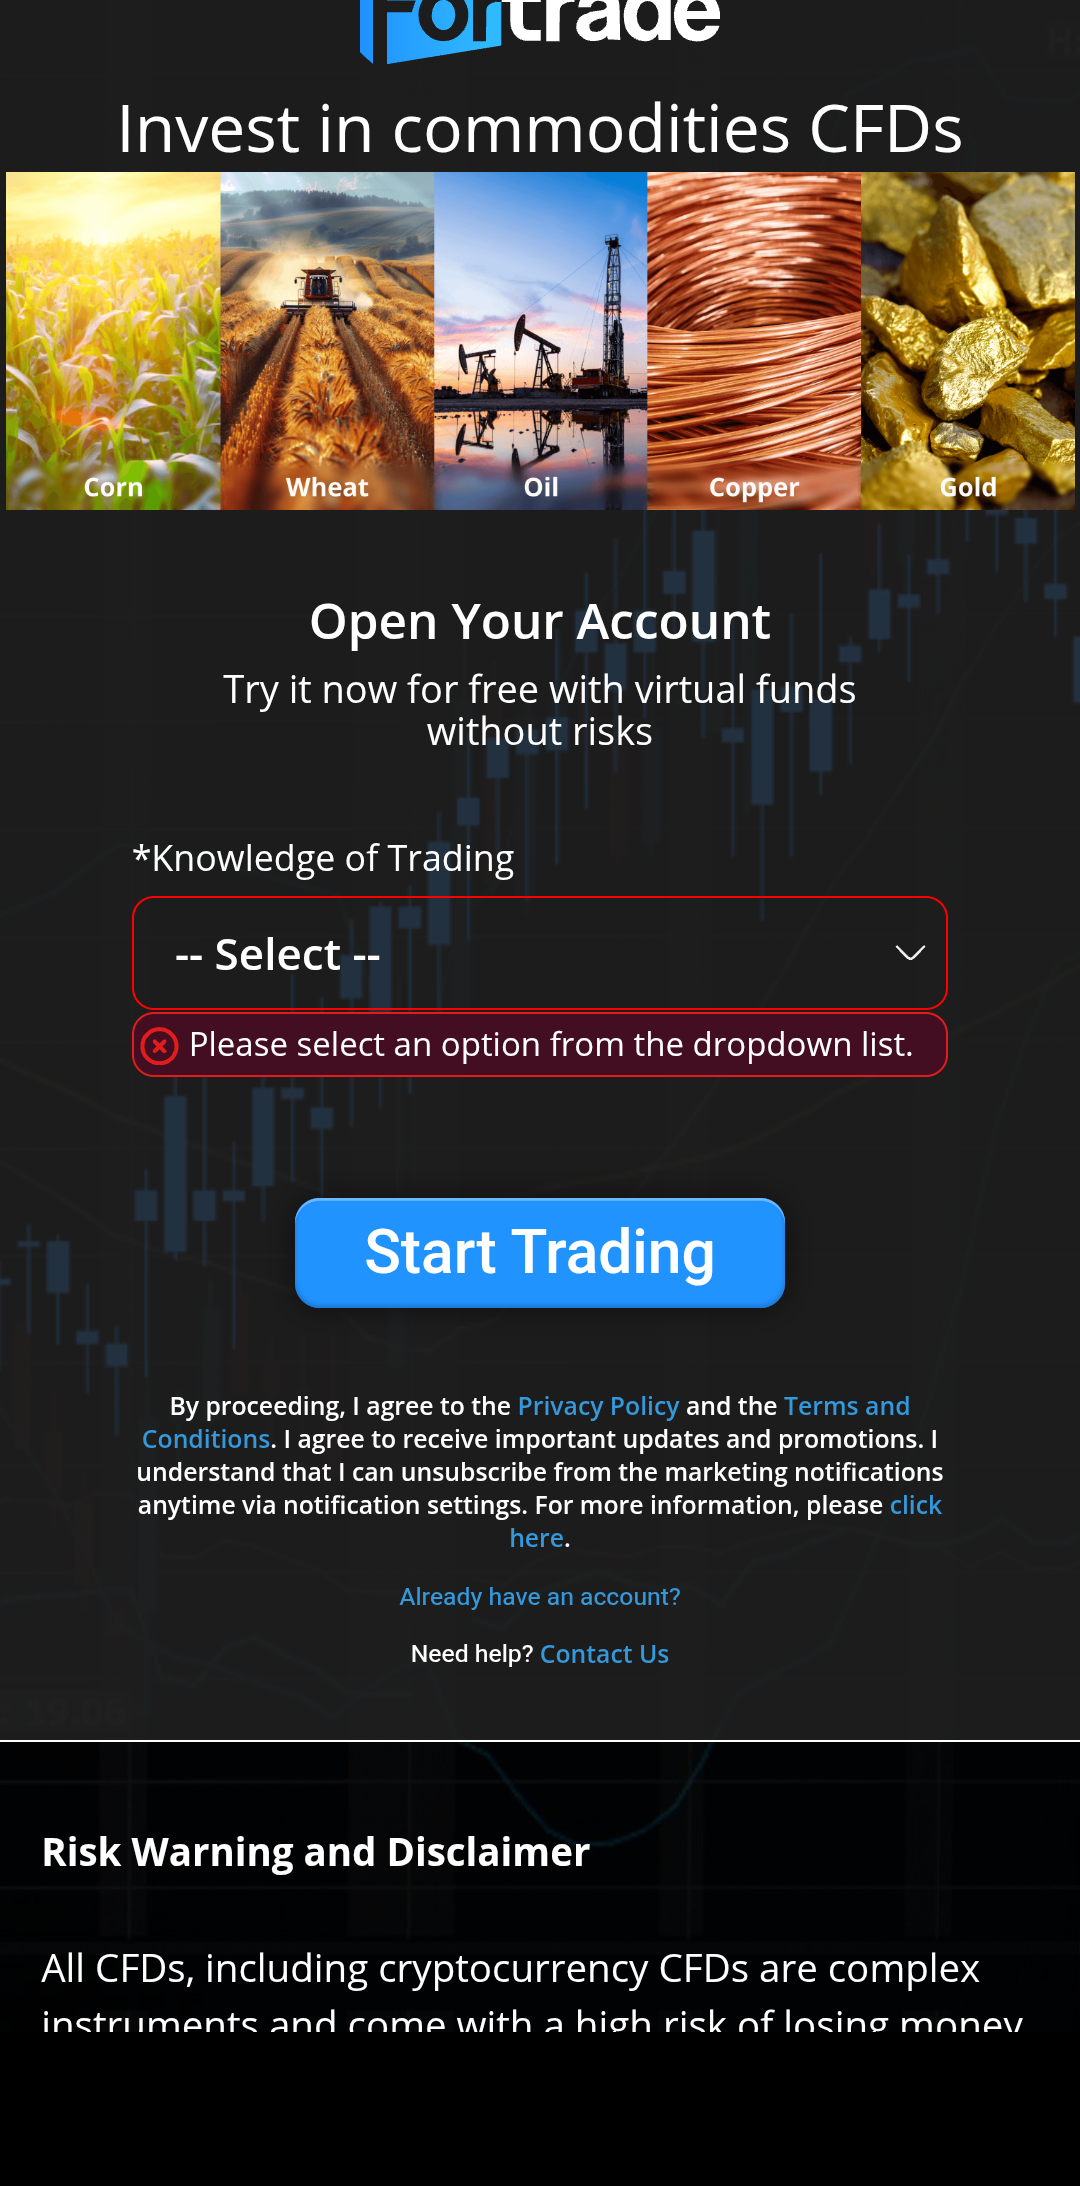 Fortrade
Invest in commodities CFDs
Corn
Wheat
Oil
Copper
Gold
Open Your Account
Try it now for free with virtual funds
without risks
*Knowledge of Trading
-- Select --
Please select an option from the dropdown list.
Start Trading
By proceeding, I agree to the Privacy Policy and the Terms and
Conditions. I agree to receive important updates and promotions. I
understand that I can unsubscribe from the marketing notifications
anytime via notification settings. For more information, please click
here.
Already have an account?
Need help? Contact Us
19.06
Risk Warning and Disclaimer
All CFDs, including cryptocurrency CFDs are complex
instruments and come with a high risk of losing money